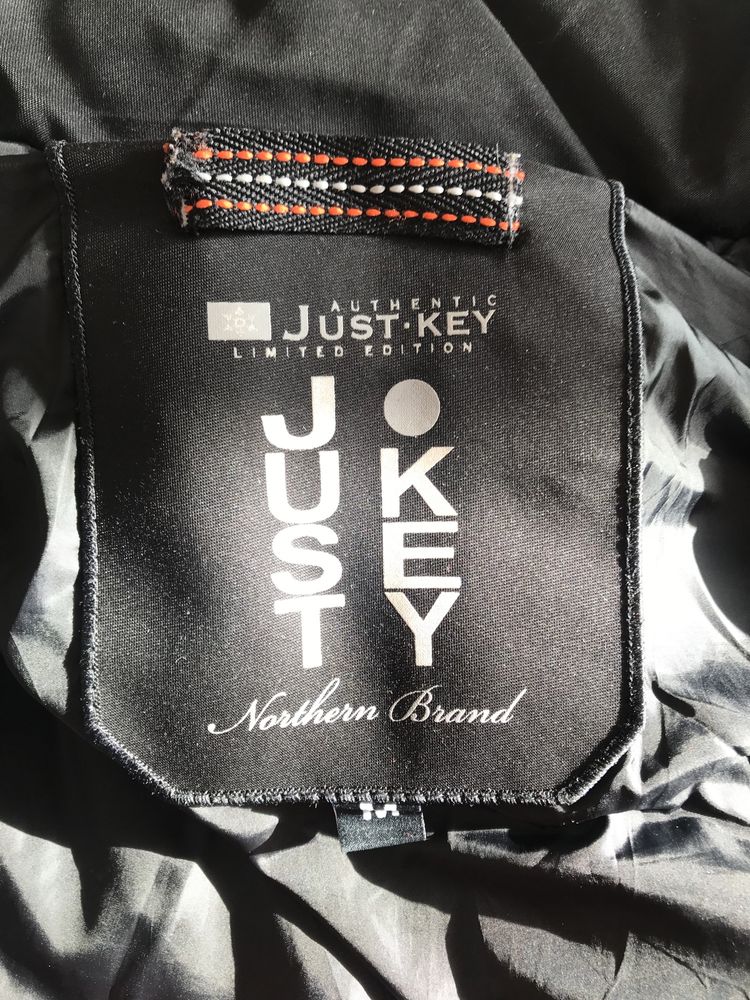 AUTHENTIC
JUST·KEY
LIMITED EDITION
JUST
KEY
Northern Brand
M